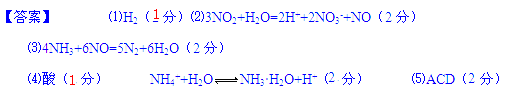 【答案】 ⑴H₂（1分）⑵3NO₂+H₂O=2H⁺+2NO₃⁻+NO（2分）
⑶4NH₃+6NO=5N₂+6H₂O（2分）
⑷酸（1分） NH₄⁺+H₂O⇌NH₃·H₂O+H⁺（2分） ⑸ACD（2分）